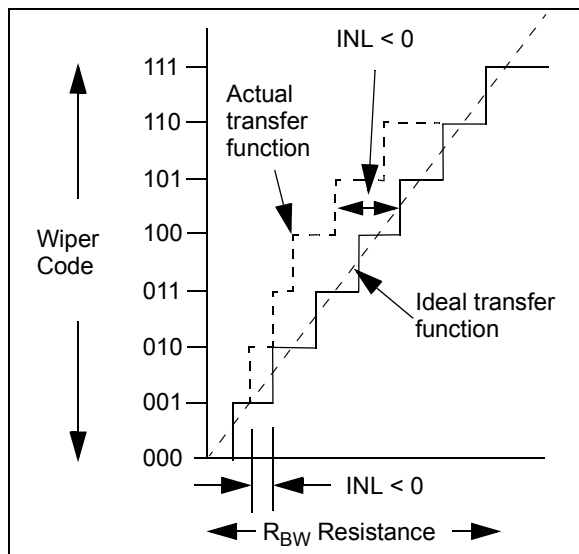 INL < 0
111
Actual
transfer
function
110
101
Wiper
Code
100
011
Ideal transfer
function
010
001
000
INL < 0
RBW Resistance